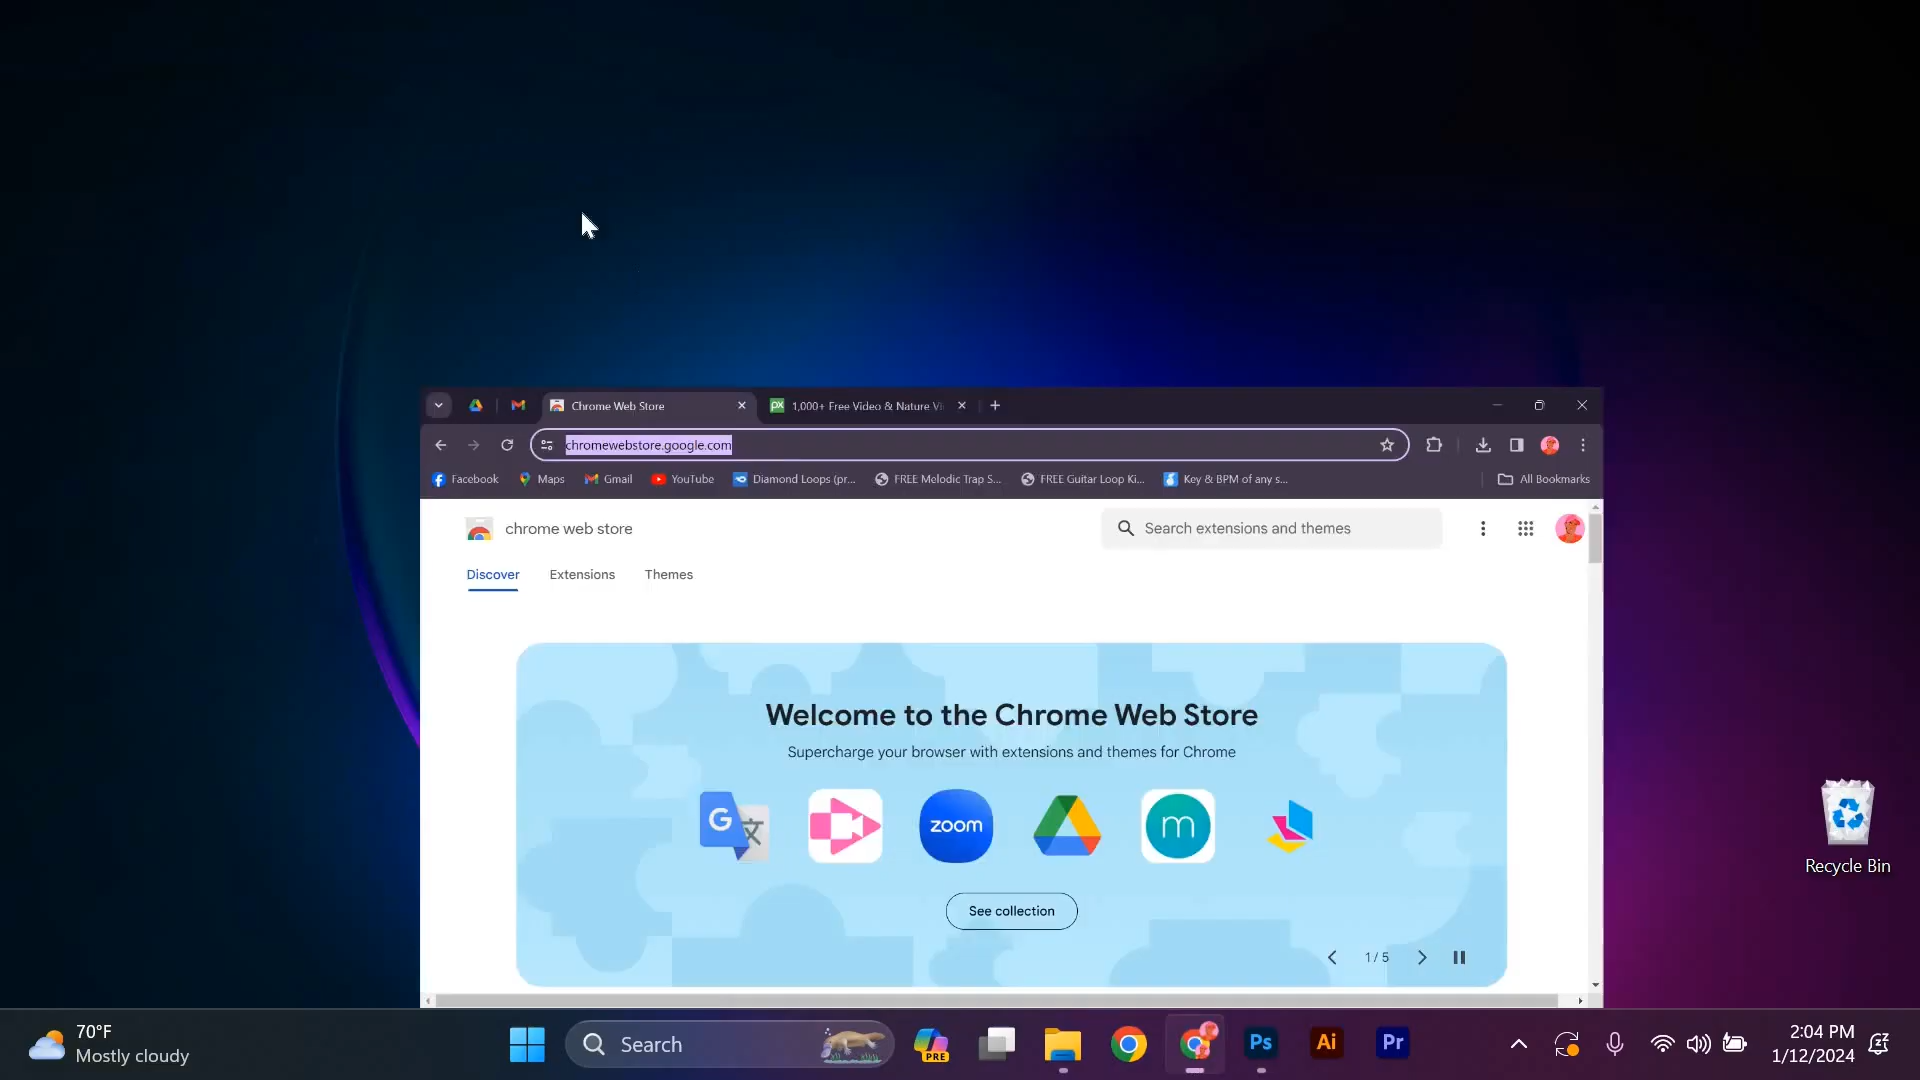 Chrome Web Store
1,000+ Free Video & Nature Vi
chromewebstore.google.com
Facebook
Maps
Gmail
YouTube
Diamond Loops (pr...
FREE Melodic Trap S...
FREE Guitar Loop Ki...
Key & BPM of any s...
All Bookmarks
chrome web store
Search extensions and themes
Discover
Extensions
Themes
Welcome to the Chrome Web Store
Supercharge your browser with extensions and themes for Chrome
zoom
m
See collection
1 / 5
Recycle Bin
70°F
Mostly cloudy
Search
PRE
Ps
Ai
Pr
2:04 PM
1/12/2024